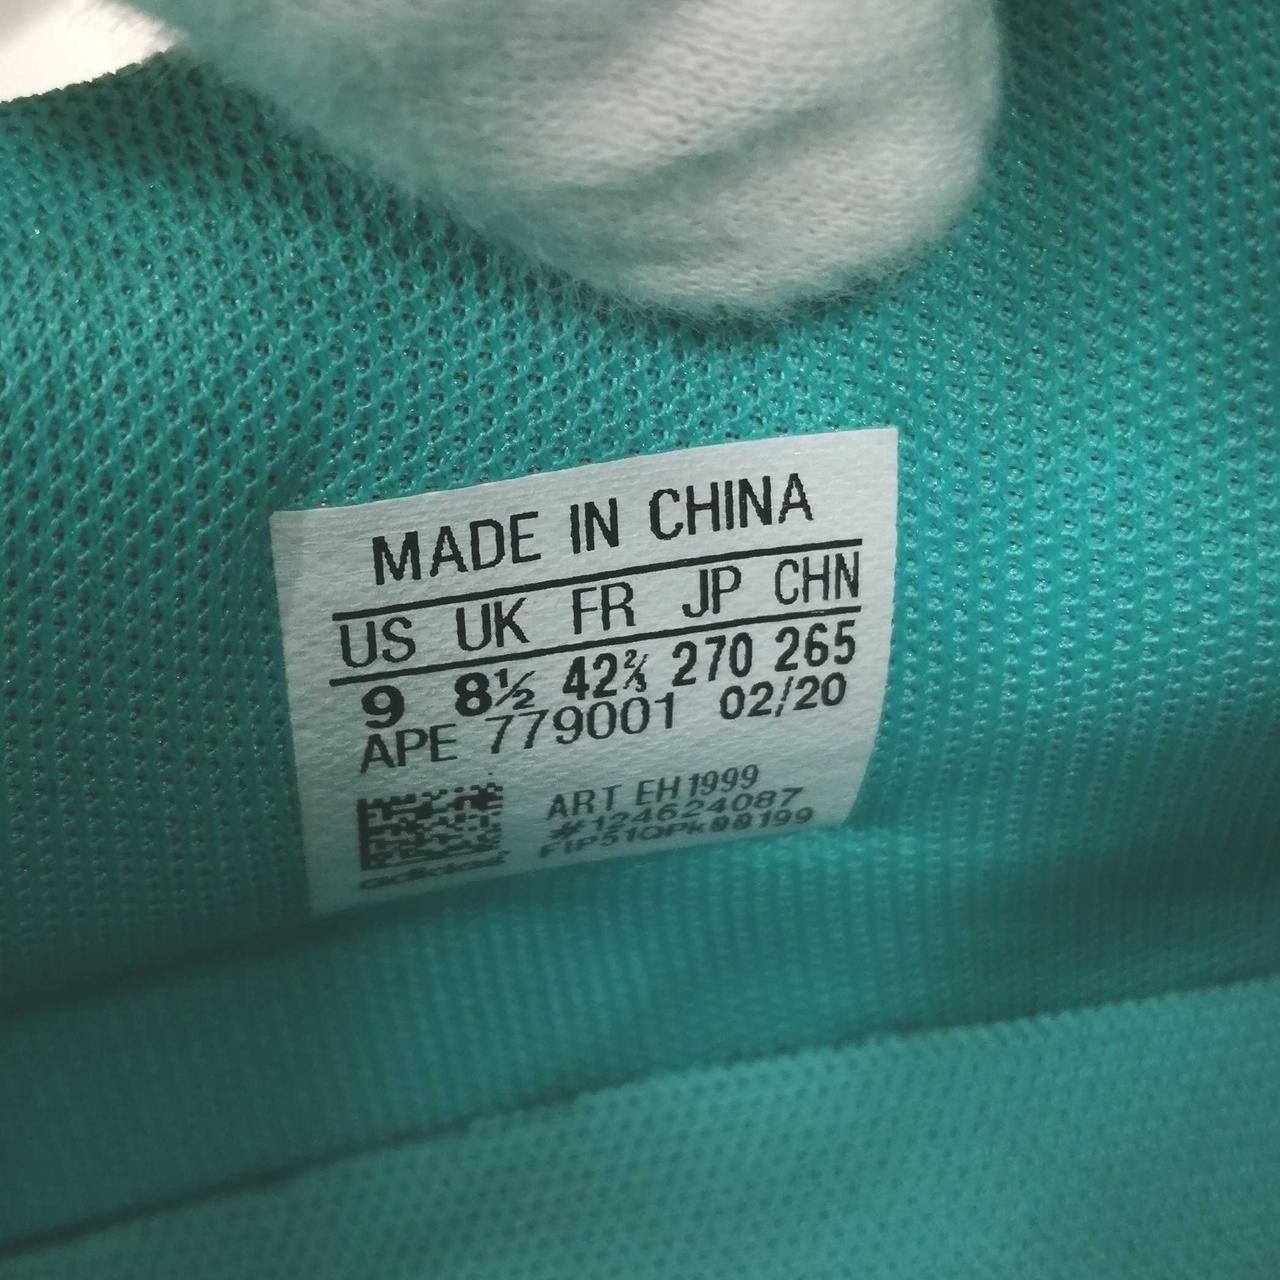 MADE IN CHINA
US UK FR JP CHN
9 8½ 42⅔ 270 265
APE 779001 02/20
ART EH1999
#124624087
FIP51QPk00199
adidas